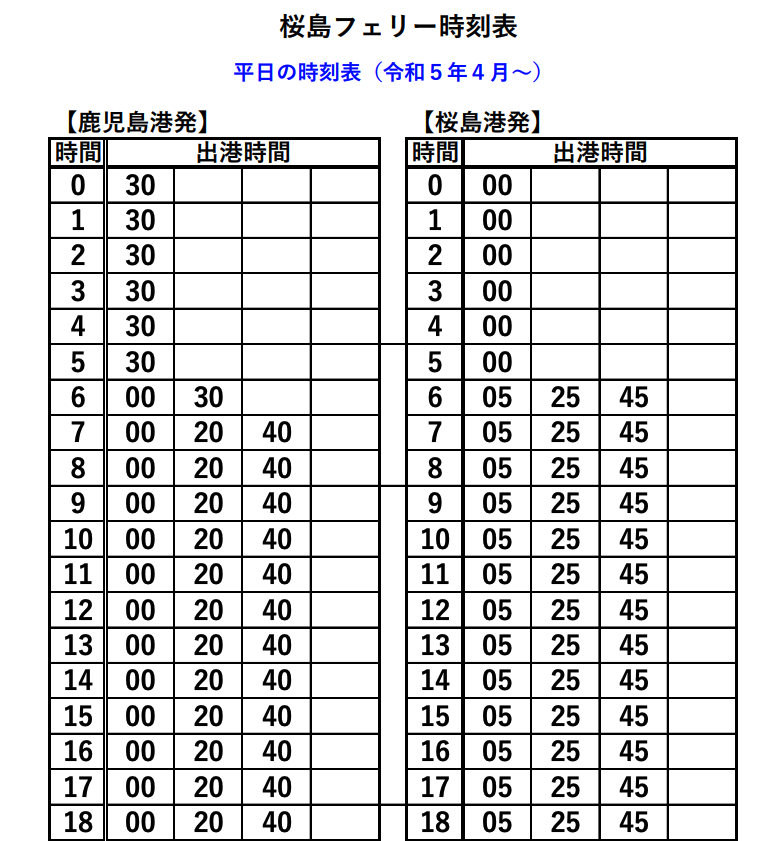 桜島フェリー時刻表
平日の時刻表（令和５年４月～）
【鹿児島港発】
時間 出港時間
0 30
1 30
2 30
3 30
4 30
5 30
6 00 30
7 00 20 40
8 00 20 40
9 00 20 40
10 00 20 40
11 00 20 40
12 00 20 40
13 00 20 40
14 00 20 40
15 00 20 40
16 00 20 40
17 00 20 40
18 00 20 40
【桜島港発】
時間 出港時間
0 00
1 00
2 00
3 00
4 00
5 00
6 05 25 45
7 05 25 45
8 05 25 45
9 05 25 45
10 05 25 45
11 05 25 45
12 05 25 45
13 05 25 45
14 05 25 45
15 05 25 45
16 05 25 45
17 05 25 45
18 05 25 45